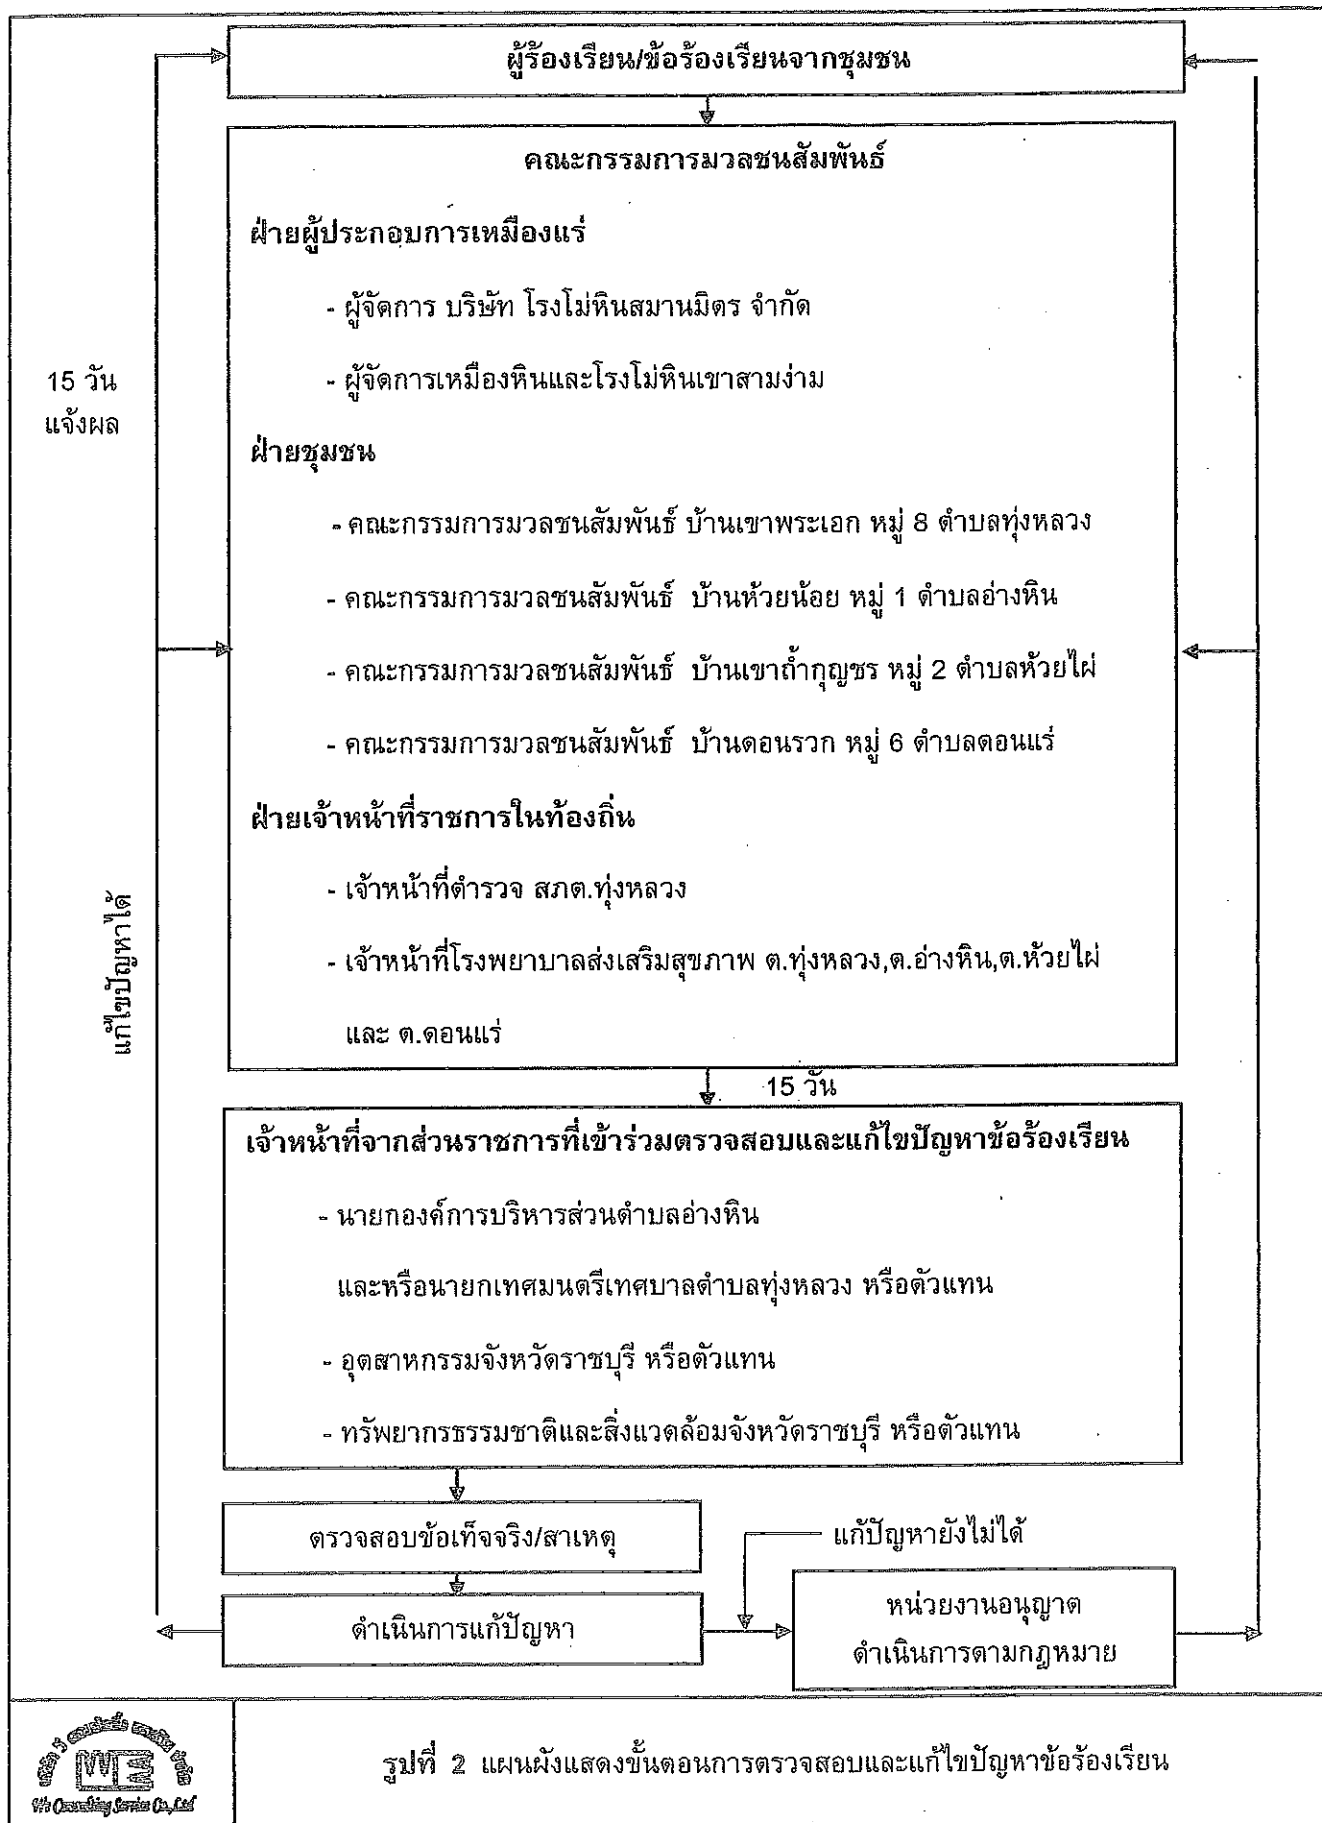 ผู้ร้องเรียน/ข้อร้องเรียนจากชุมชน
คณะกรรมการมวลชนสัมพันธ์
ฝ่ายผู้ประกอบการเหมืองแร่
- ผู้จัดการ บริษัท โรงโม่หินสมานมิตร จำกัด
- ผู้จัดการเหมืองหินและโรงโม่หินเขาสามง่าม
ฝ่ายชุมชน
- คณะกรรมการมวลชนสัมพันธ์ บ้านเขาพระเอก หมู่ 8 ตำบลทุ่งหลวง
- คณะกรรมการมวลชนสัมพันธ์ บ้านห้วยน้อย หมู่ 1 ตำบลอ่างหิน
- คณะกรรมการมวลชนสัมพันธ์ บ้านเขาถ้ำกุญชร หมู่ 2 ตำบลห้วยไผ่
- คณะกรรมการมวลชนสัมพันธ์ บ้านดอนรวก หมู่ 6 ตำบลดอนแร่
ฝ่ายเจ้าหน้าที่ราชการในท้องถิ่น
- เจ้าหน้าที่ตำรวจ สภต.ทุ่งหลวง
- เจ้าหน้าที่โรงพยาบาลส่งเสริมสุขภาพ ต.ทุ่งหลวง,ต.อ่างหิน,ต.ห้วยไผ่
และ ต.ดอนแร่
15 วัน
แจ้งผล
แก้ไขปัญหาได้
15 วัน
เจ้าหน้าที่จากส่วนราชการที่เข้าร่วมตรวจสอบและแก้ไขปัญหาข้อร้องเรียน
- นายกองค์การบริหารส่วนตำบลอ่างหิน
และหรือนายกเทศมนตรีเทศบาลตำบลทุ่งหลวง หรือตัวแทน
- อุตสาหกรรมจังหวัดราชบุรี หรือตัวแทน
- ทรัพยากรธรรมชาติและสิ่งแวดล้อมจังหวัดราชบุรี หรือตัวแทน
ตรวจสอบข้อเท็จจริง/สาเหตุ
แก้ปัญหายังไม่ได้
ดำเนินการแก้ปัญหา
หน่วยงานอนุญาต
ดำเนินการตามกฎหมาย
WE
We Consulting Service Co., Ltd
รูปที่ 2 แผนผังแสดงขั้นตอนการตรวจสอบและแก้ไขปัญหาข้อร้องเรียน